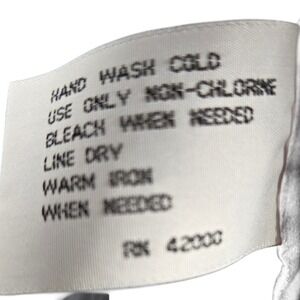 HAND WASH COLD
USE ONLY NON-CHLORINE
BLEACH WHEN NEEDED
LINE DRY
WARM IRON
WHEN NEEDED
RN 42000